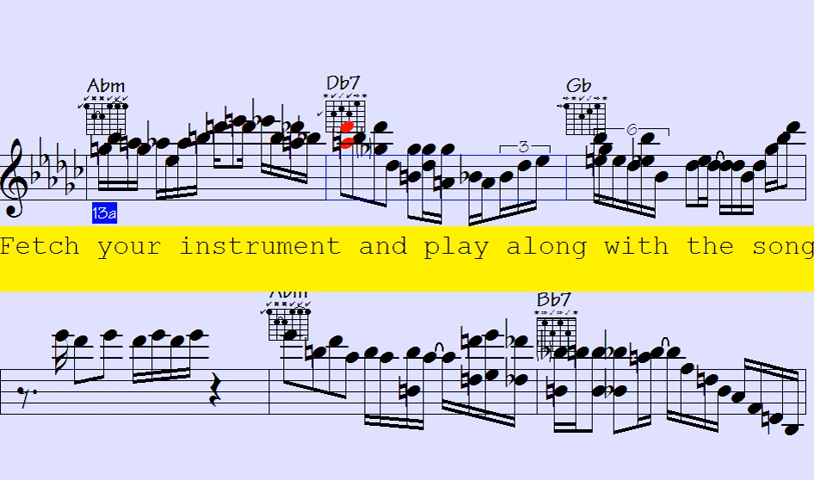 Abm Db7 Gb
6
3
13a
Fetch your instrument and play along with the song
Abm Bb7